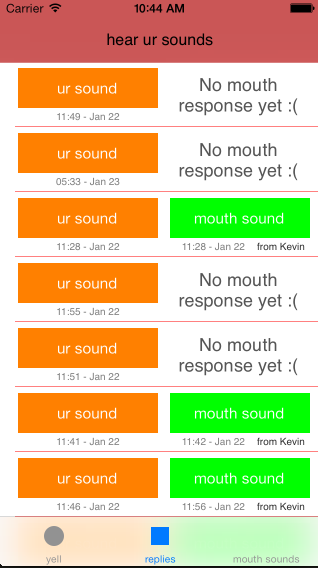 Carrier 10:44 AM
hear ur sounds
ur sound No mouth
response yet :(
11:49 - Jan 22
ur sound No mouth
response yet :(
05:33 - Jan 23
ur sound mouth sound
11:28 - Jan 22 11:28 - Jan 22 from Kevin
ur sound No mouth
response yet :(
11:55 - Jan 22
ur sound No mouth
response yet :(
11:51 - Jan 22
ur sound mouth sound
11:41 - Jan 22 11:42 - Jan 22 from Kevin
ur sound mouth sound
11:46 - Jan 22 11:56 - Jan 22 from Kevin
yell replies mouth sounds